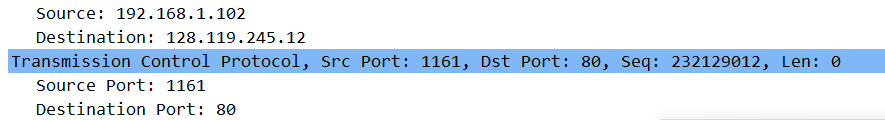 Source: 192.168.1.102
Destination: 128.119.245.12
Transmission Control Protocol, Src Port: 1161, Dst Port: 80, Seq: 232129012, Len: 0
Source Port: 1161
Destination Port: 80